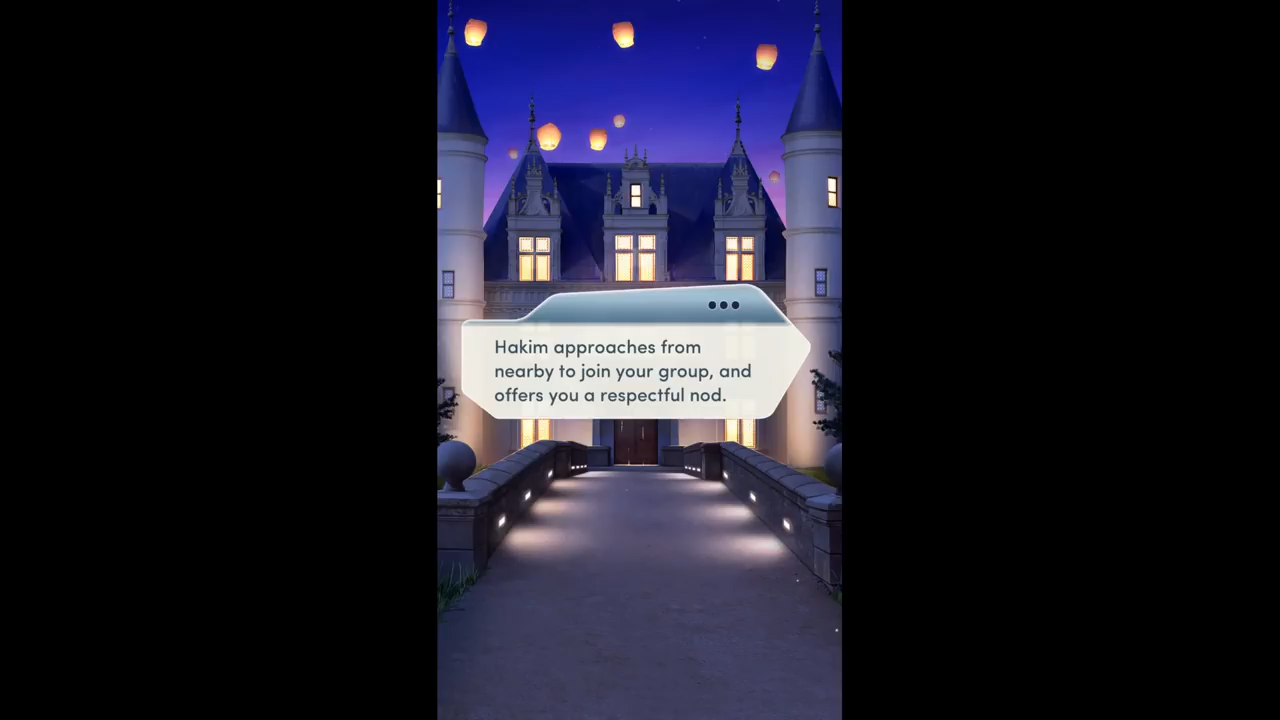 Hakim approaches from
nearby to join your group, and
offers you a respectful nod.